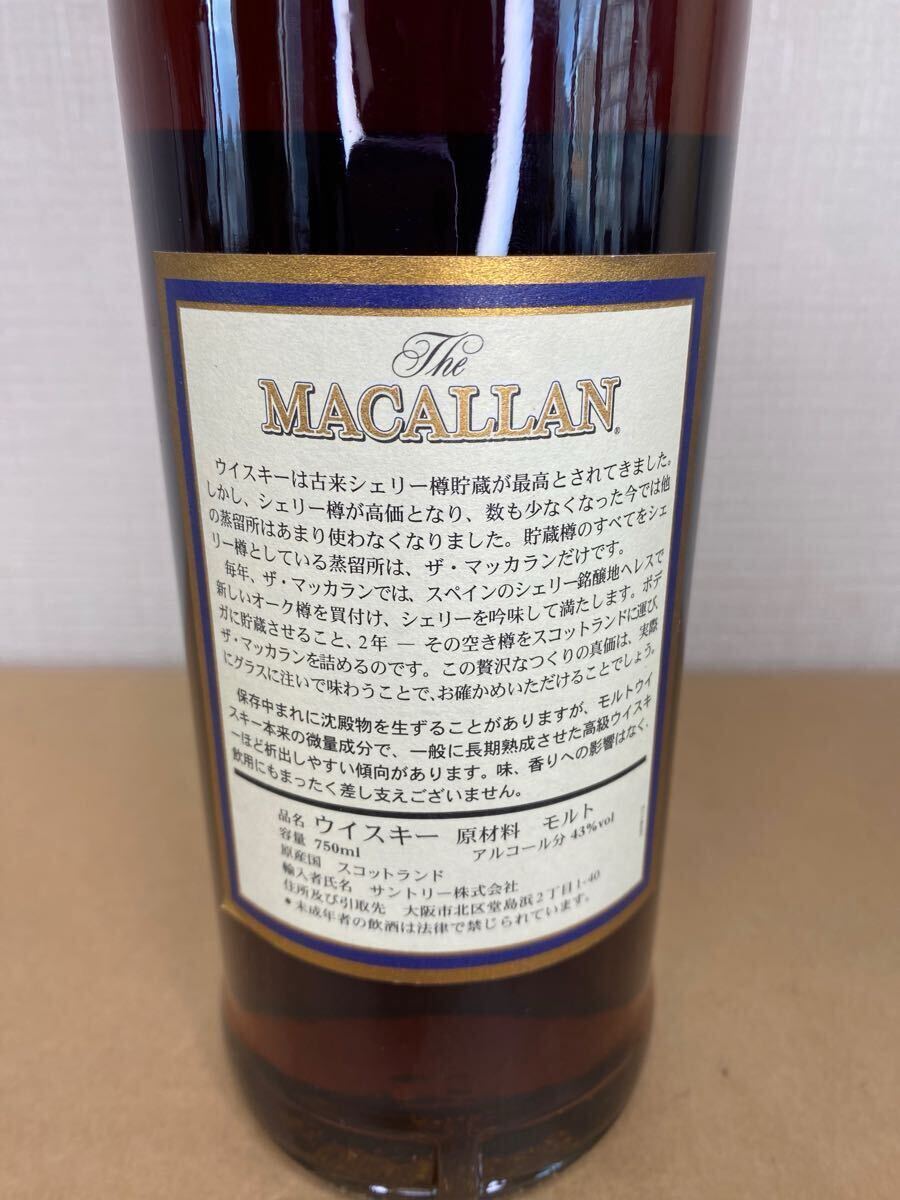 The
MACALLAN®
ウイスキーは古来シェリー樽貯蔵が最高とされてきました。
しかし、シェリー樽が高価となり、数も少なくなった今では他
の蒸留所はあまり使わなくなりました。貯蔵樽のすべてをシェ
リー樽としている蒸留所は、ザ・マッカランだけです。
毎年、ザ・マッカランでは、スペインのシェリー銘醸地ヘレスで
新しいオーク樽を買付け、シェリーを吟味して満たします。ボデ
ガに貯蔵させること、2年 — その空き樽をスコットランドに運び、
ザ・マッカランを詰めるのです。この贅沢なつくりの真価は、実際
にグラスに注いで味わうことで、お確かめいただけることでしょう。
保存中まれに沈殿物を生ずることがありますが、モルトウイ
スキー本来の微量成分で、一般に長期熟成させた高級ウイスキ
ーほど析出しやすい傾向があります。味、香りへの影響はなく、
飲用にもまったく差し支えございません。
品名 ウイスキー 原材料 モルト
容量 750ml アルコール分 43%vol
原産国 スコットランド
輸入者氏名 サントリー株式会社
住所及び引取先 大阪市北区堂島浜2丁目1-40
●未成年者の飲酒は法律で禁じられています。